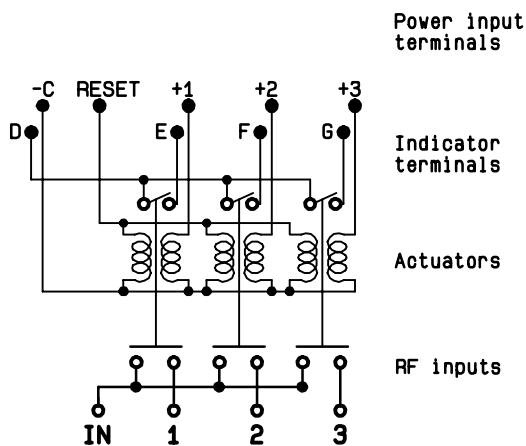 Power input
terminals
-C RESET +1 +2 +3
D E F G
Indicator
terminals
Actuators
RF inputs
IN 1 2 3